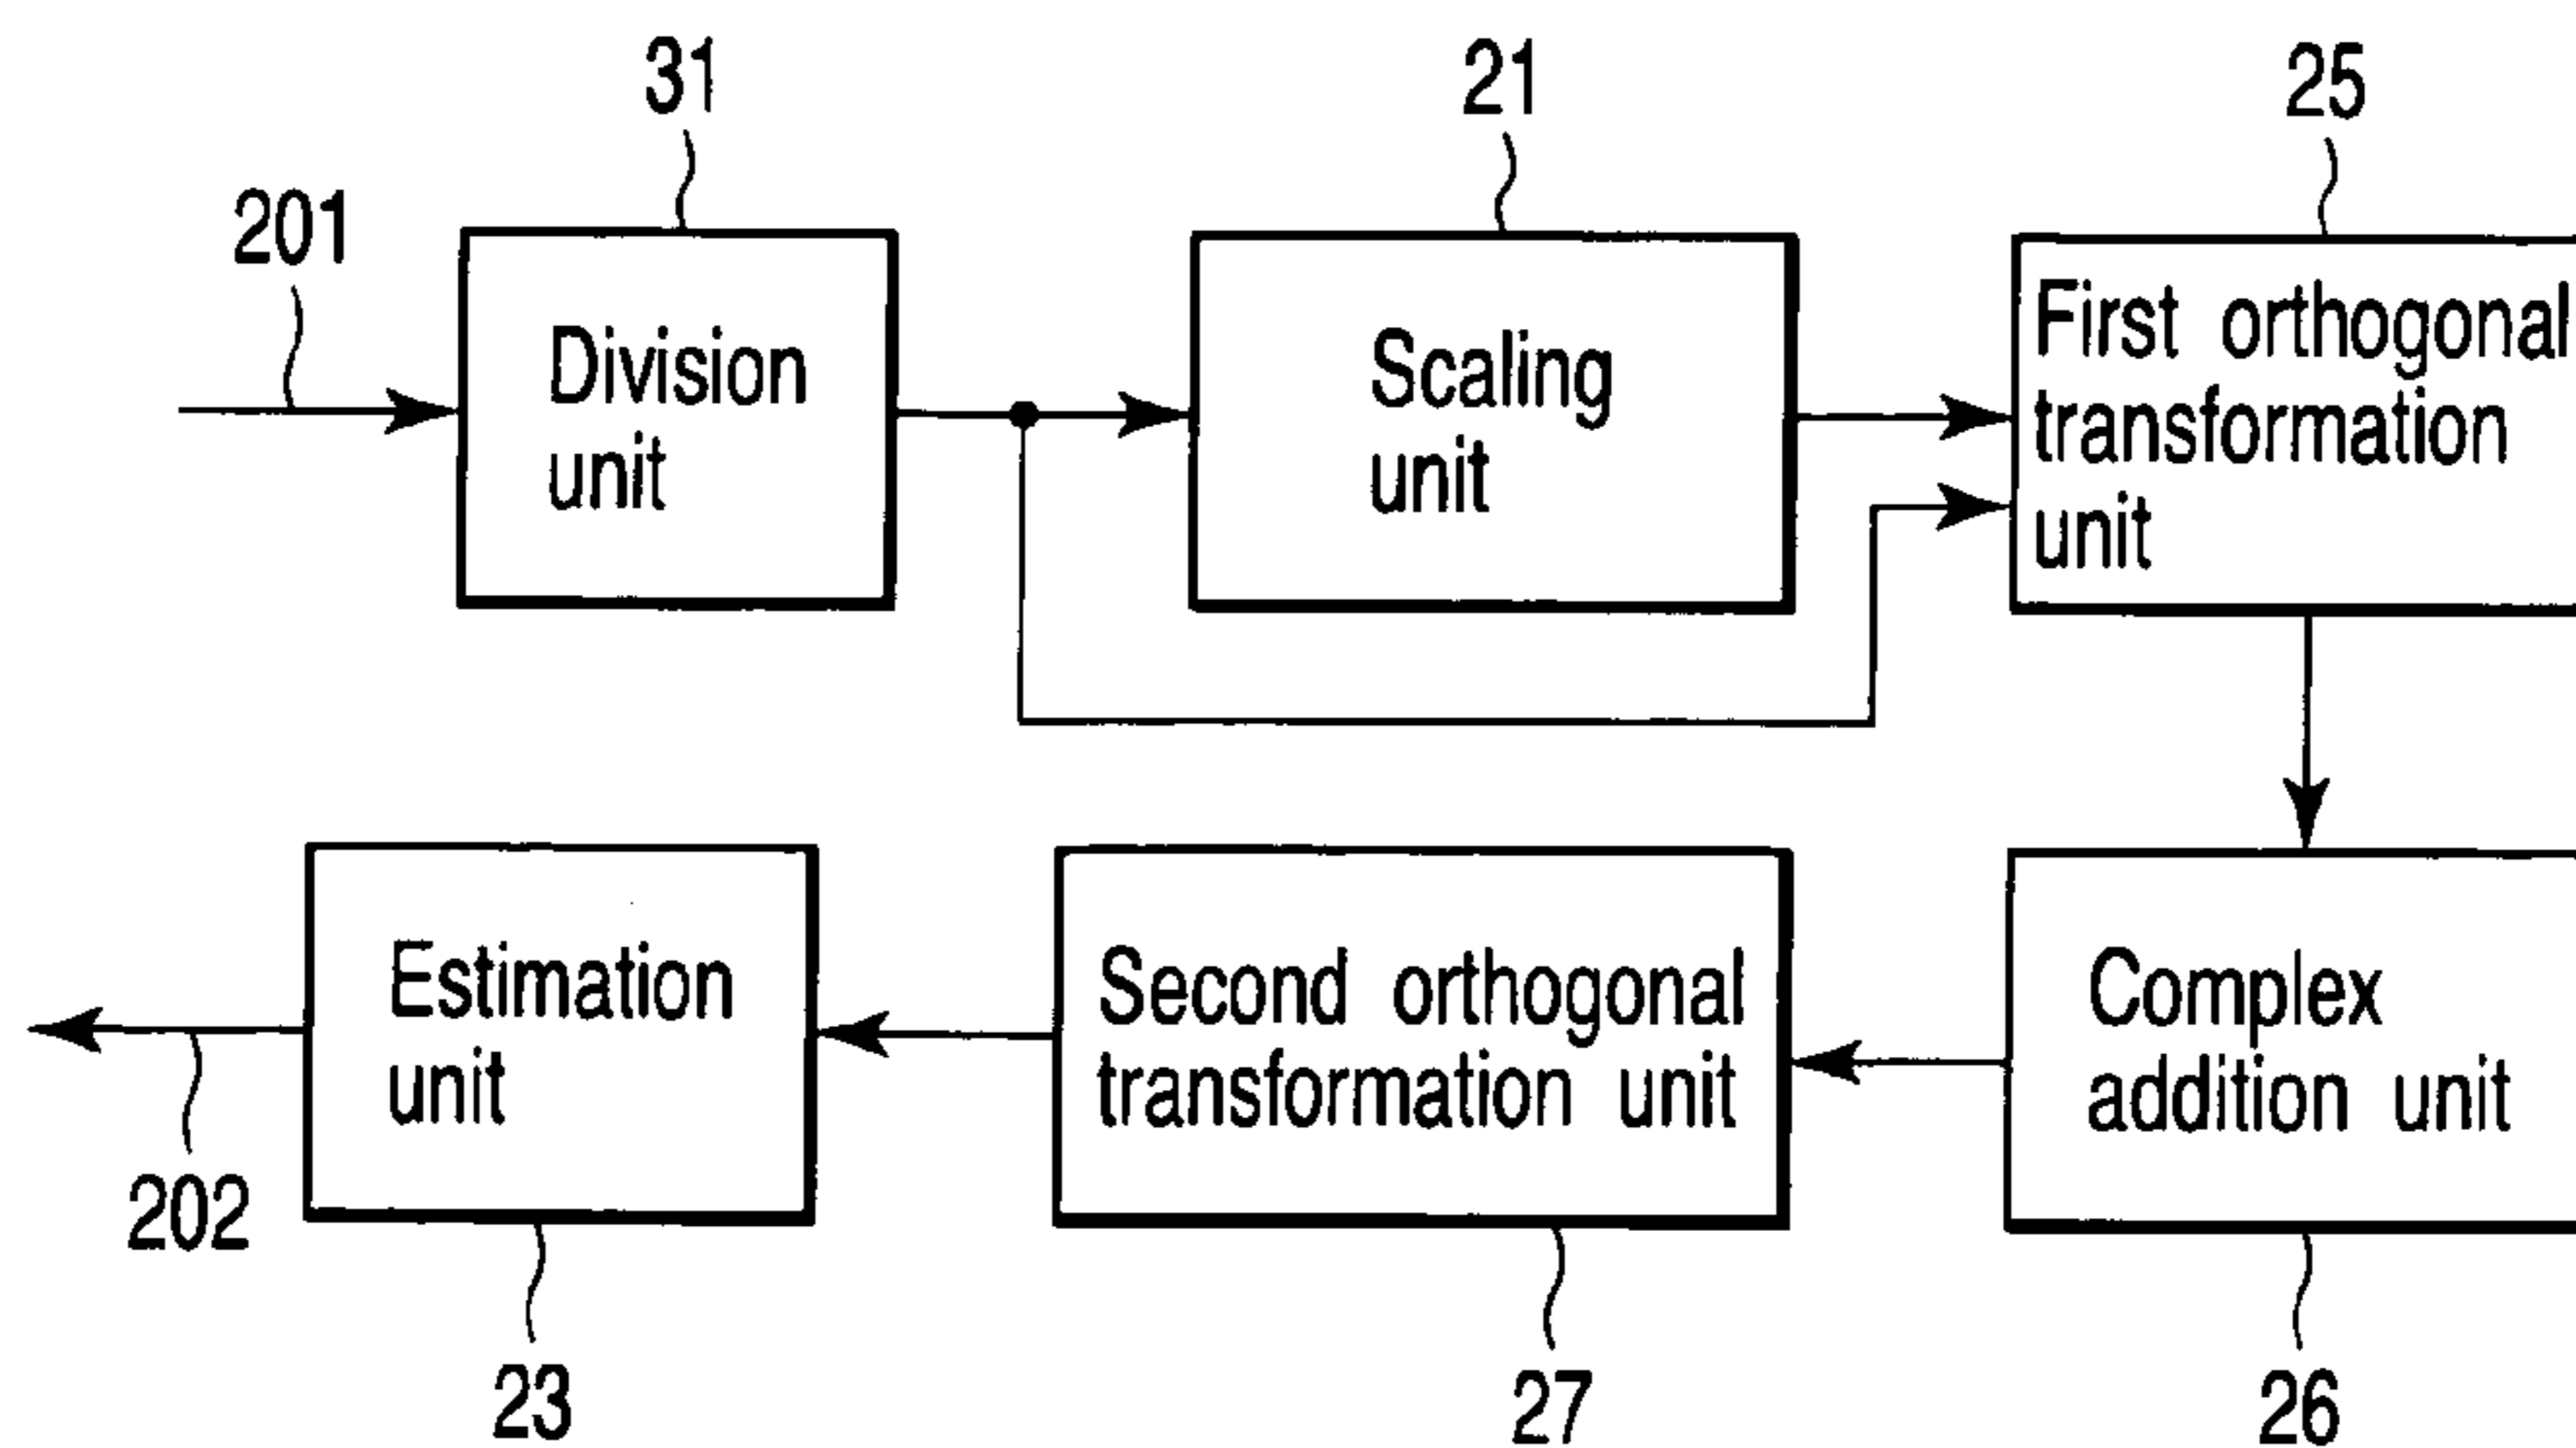 31
21
25
201
Division
unit
Scaling
unit
First orthogonal
transformation
unit
Estimation
unit
Second orthogonal
transformation unit
Complex
addition unit
202
23
27
26